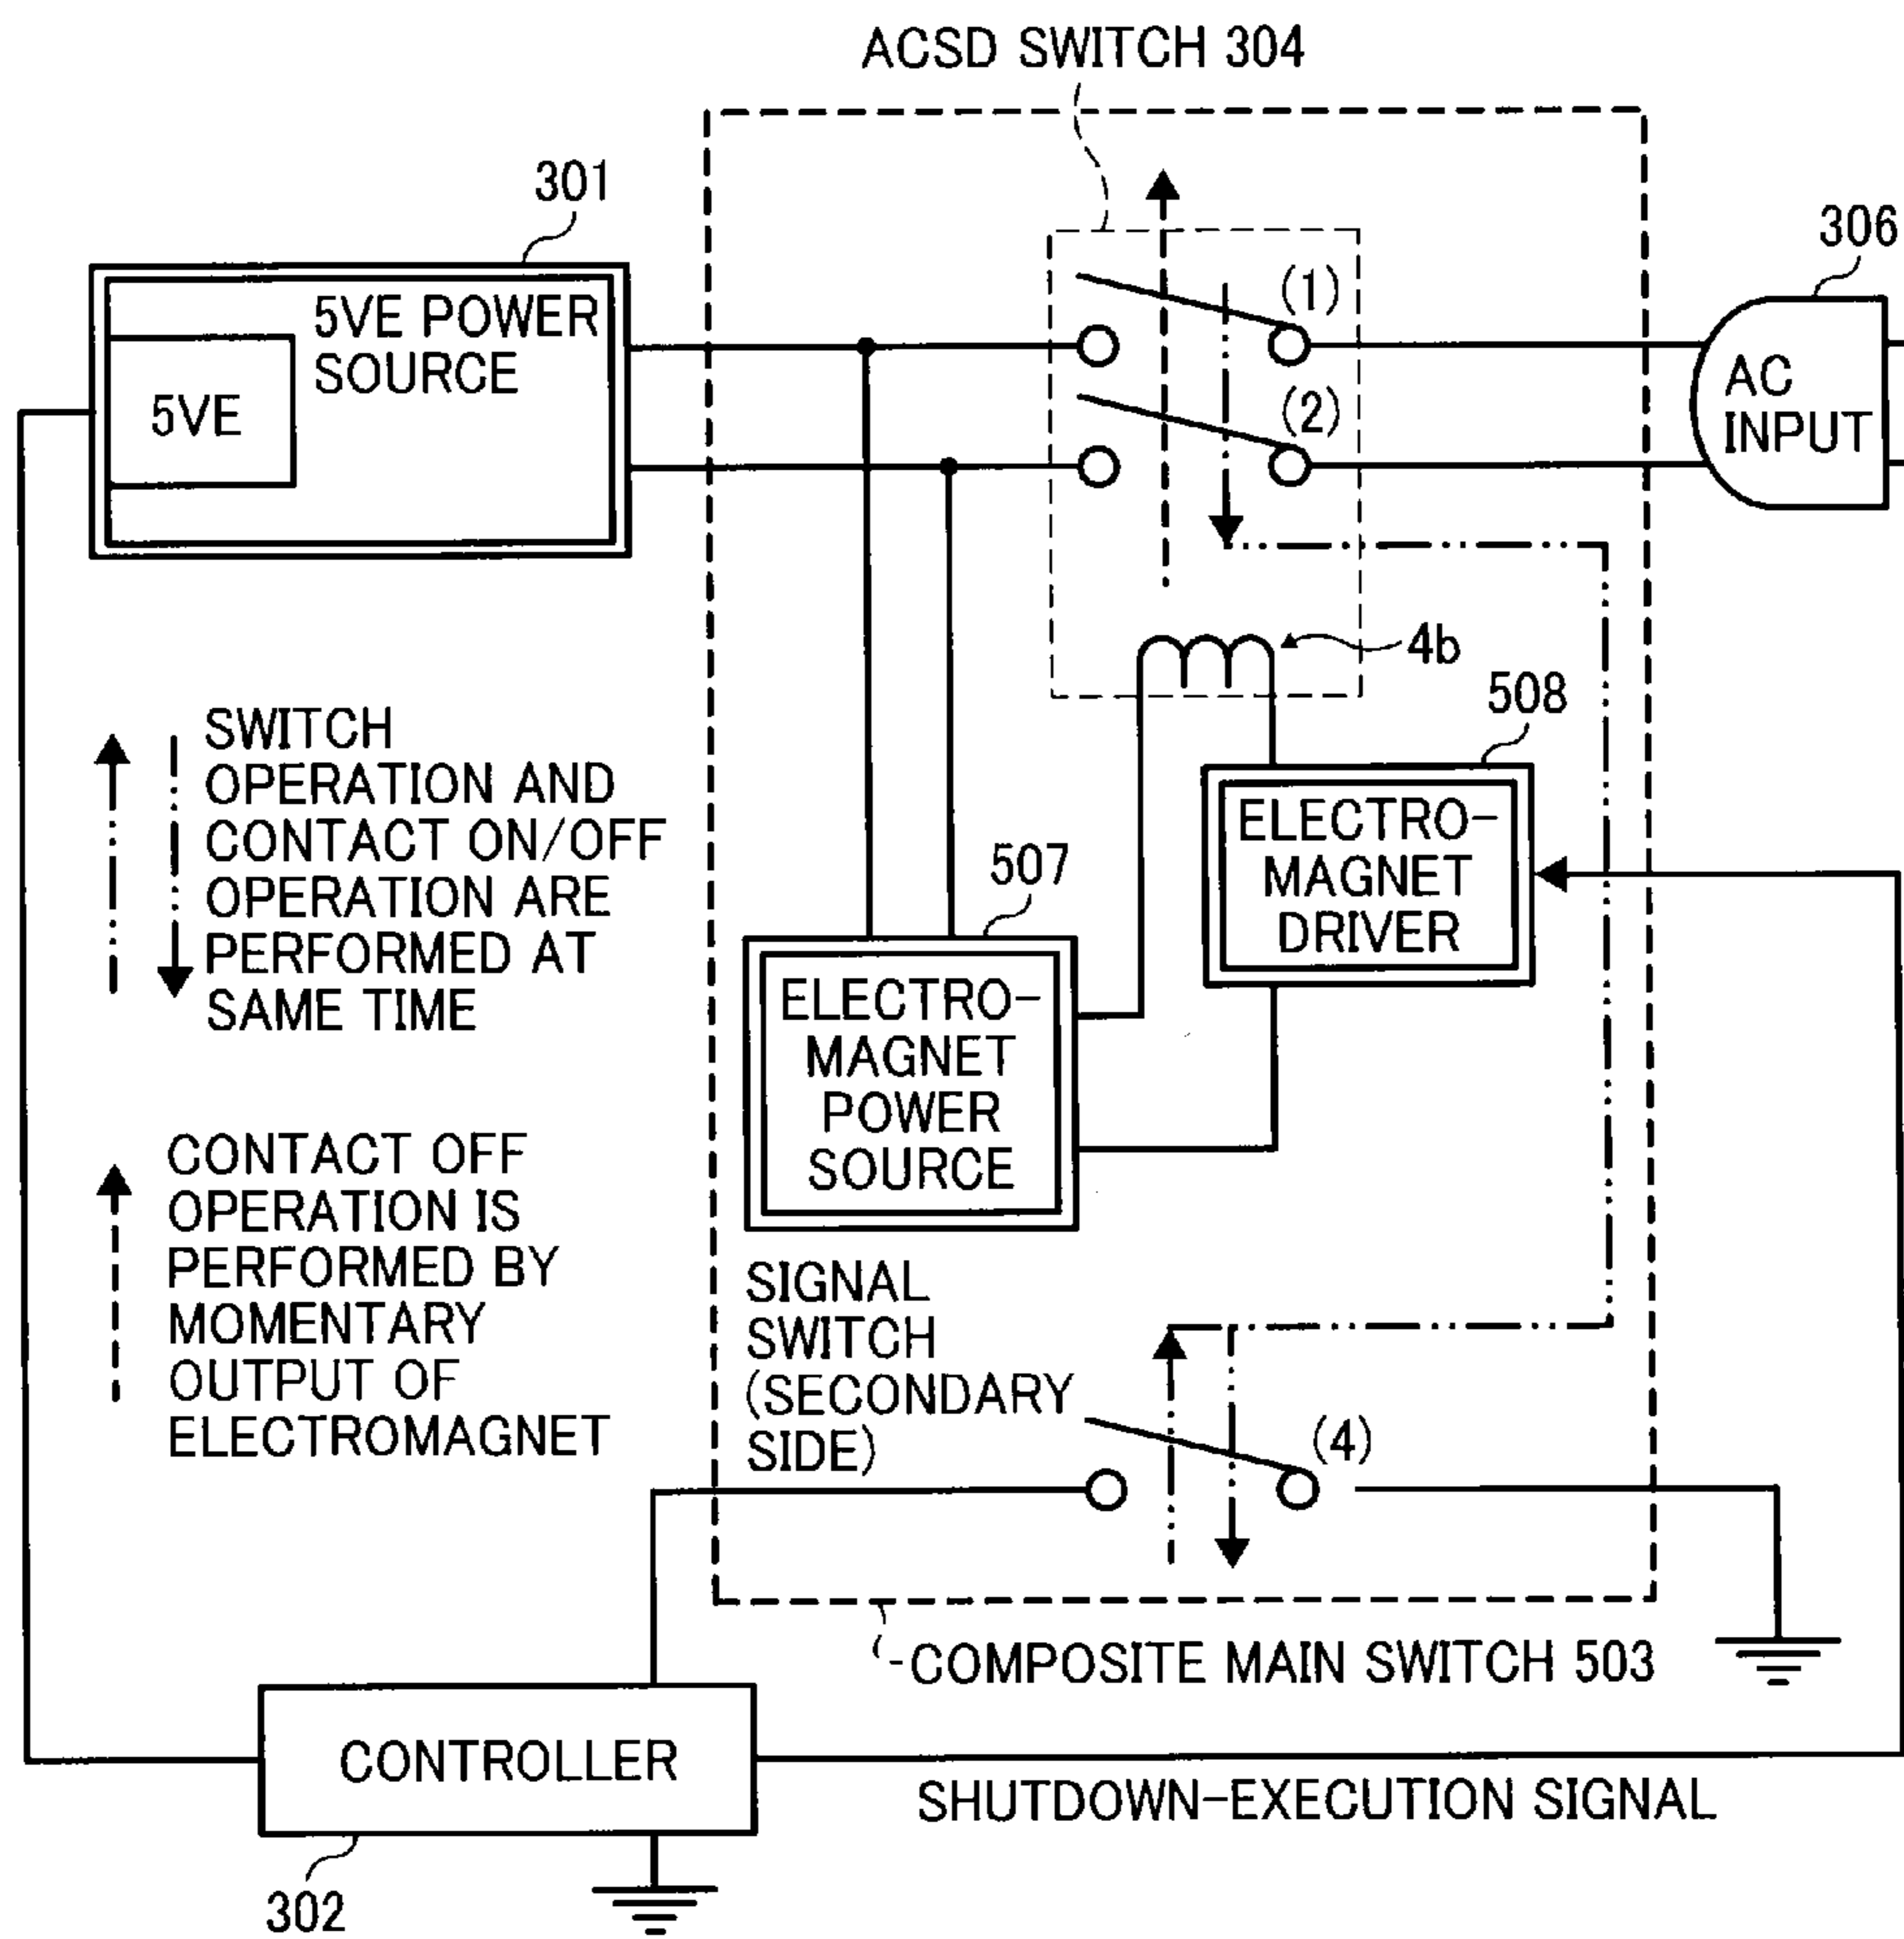 ACSD SWITCH 304
301
306
5VE POWER
SOURCE
5VE
(1)
(2)
AC
INPUT
4b
508
SWITCH
OPERATION AND
CONTACT ON/OFF
OPERATION ARE
PERFORMED AT
SAME TIME
ELECTRO-
MAGNET
DRIVER
507
ELECTRO-
MAGNET
POWER
SOURCE
CONTACT OFF
OPERATION IS
PERFORMED BY
MOMENTARY
OUTPUT OF
ELECTROMAGNET
SIGNAL
SWITCH
(SECONDARY
SIDE)
(4)
COMPOSITE MAIN SWITCH 503
CONTROLLER
SHUTDOWN-EXECUTION SIGNAL
302